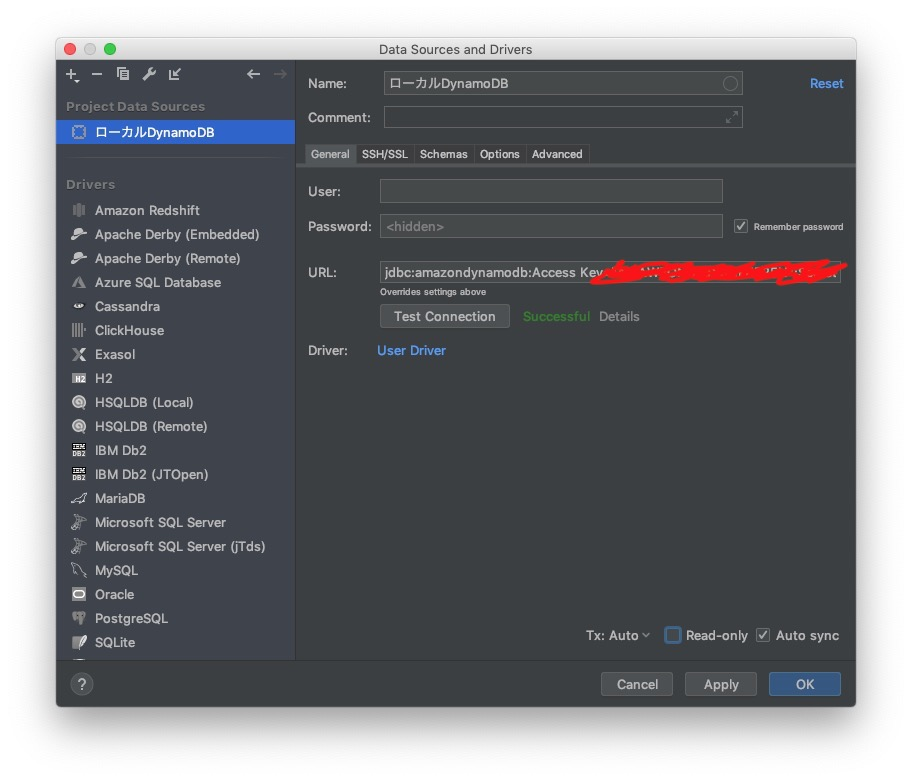 Data Sources and Drivers
Project Data Sources
ローカルDynamoDB
Drivers
Amazon Redshift
Apache Derby (Embedded)
Apache Derby (Remote)
Azure SQL Database
Cassandra
ClickHouse
Exasol
H2 H2
HSQLDB (Local)
HSQLDB (Remote)
IBM DB2 IBM Db2
IBM DB2 IBM Db2 (JTOpen)
MariaDB
Microsoft SQL Server
Microsoft SQL Server (jTds)
MySQL
Oracle
PostgreSQL
SQLite
Name: ローカルDynamoDB Reset
Comment:
General SSH/SSL Schemas Options Advanced
User:
Password: <hidden> Remember password
URL: jdbc:amazondynamodb:Access
Overrides settings above
Test Connection Successful Details
Driver: User Driver
Tx: Auto Read-only Auto sync
? Cancel Apply OK